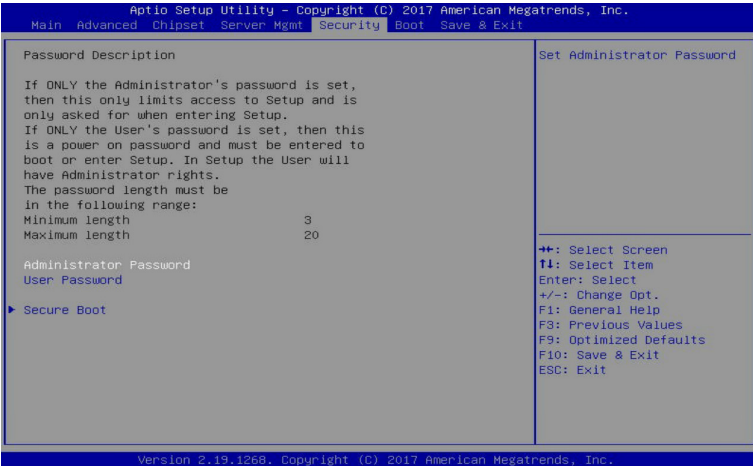 Aptio Setup Utility – Copyright (C) 2017 American Megatrends, Inc.
Main Advanced Chipset Server Mgmt Security Boot Save & Exit
Password Description
If ONLY the Administrator's password is set,
then this only limits access to Setup and is
only asked for when entering Setup.
If ONLY the User's password is set, then this
is a power on password and must be entered to
boot or enter Setup. In Setup the User will
have Administrator rights.
The password length must be
in the following range:
Minimum length 3
Maximum length 20
Administrator Password
User Password
▶ Secure Boot
Set Administrator Password
→←: Select Screen
↑↓: Select Item
Enter: Select
+/-: Change Opt.
F1: General Help
F3: Previous Values
F9: Optimized Defaults
F10: Save & Exit
ESC: Exit
Version 2.19.1268. Copyright (C) 2017 American Megatrends, Inc.